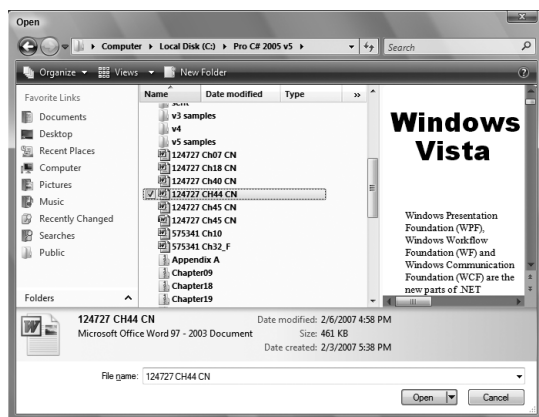 Open
Computer Local Disk (C:) Pro C# 2005 v5
Search
Organize Views New Folder
Favorite Links
Documents
Desktop
Recent Places
Computer
Pictures
Music
Recently Changed
Searches
Public
Folders
Name Date modified Type »
v3 samples
v4
v5 samples
124727 Ch07 CN
124727 Ch18 CN
124727 Ch40 CN
124727 CH44 CN
124727 Ch45 CN
124727 Ch45 CN
575341 Ch10
575341 Ch32_F
Appendix A
Chapter09
Chapter18
Chapter19
Windows
Vista
Windows Presentation
Foundation (WPF),
Windows Workflow
Foundation (WF) and
Windows Communication
Foundation (WCF) are the
new parts of .NET
124727 CH44 CN
Microsoft Office Word 97 - 2003 Document
Date modified: 2/6/2007 4:58 PM
Size: 461 KB
Date created: 2/3/2007 5:38 PM
File name: 124727 CH44 CN
Open Cancel